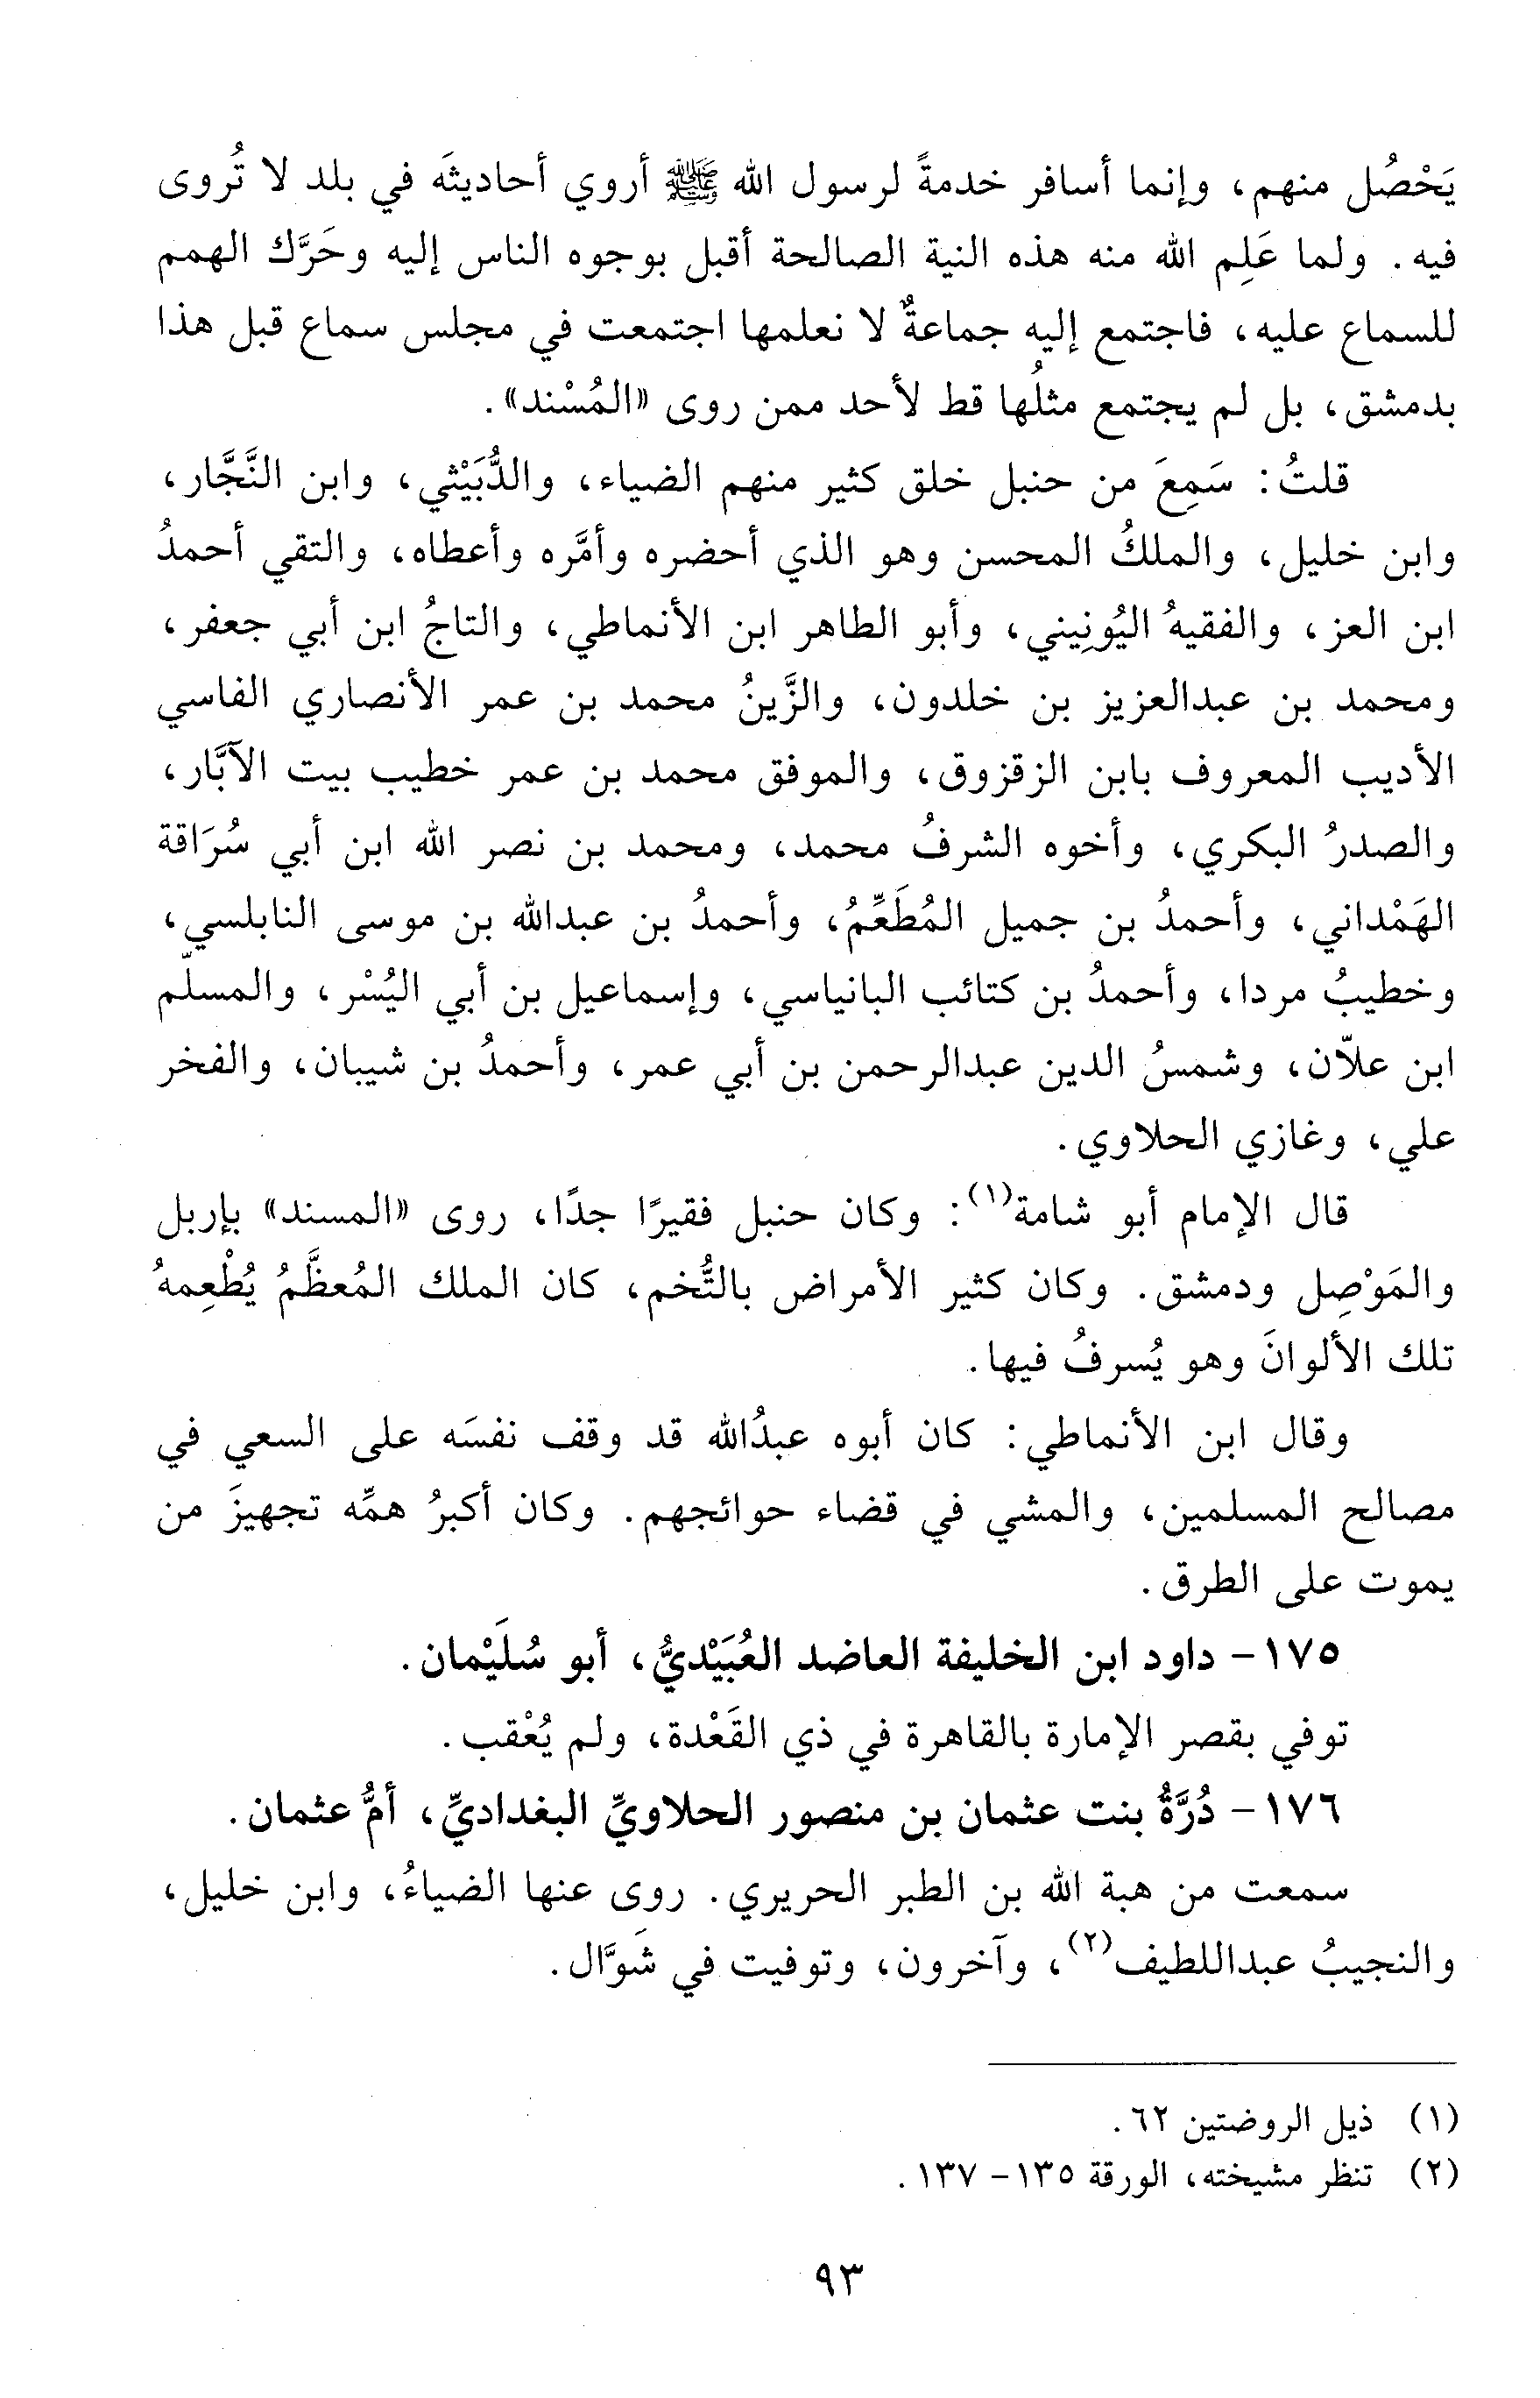 يَحْصُل منهم، وإنما أسافر خدمةً لرسول الله ﷺ أروي أحاديثَه في بلد لا تُروى
فيه. ولما عَلِم الله منه هذه النية الصالحة أقبل بوجوه الناس إليه وحَرَّك الهمم
للسماع عليه، فاجتمع إليه جماعةٌ لا نعلمها اجتمعت في مجلس سماع قبل هذا
بدمشق، بل لم يجتمع مثلُها قط لأحد ممن روى «المُسْند».
قلتُ: سَمِعَ من حنبل خلق كثير منهم الضياء، والدُّبَيْثي، وابن النَّجَّار،
وابن خليل، والملكُ المحسن وهو الذي أحضره وأمَّره وأعطاه، والتقي أحمدُ
ابن العز، والفقيهُ اليُونِيني، وأبو الطاهر ابن الأنماطي، والتاجُ ابن أبي جعفر،
ومحمد بن عبدالعزيز بن خلدون، والزَّينُ محمد بن عمر الأنصاري الفاسي
الأديب المعروف بابن الزقزوق، والموفق محمد بن عمر خطيب بيت الآبَّار،
والصدرُ البكري، وأخوه الشرفُ محمد، ومحمد بن نصر الله ابن أبي سُرَاقة
الهَمْداني، وأحمدُ بن جميل المُطَعِّمُ، وأحمدُ بن عبدالله بن موسى النابلسي،
وخطيبُ مردا، وأحمدُ بن كتائب البانياسي، وإسماعيل بن أبي اليُسْر، والمسلّم
ابن علاّن، وشمسُ الدين عبدالرحمن بن أبي عمر، وأحمدُ بن شيبان، والفخر
علي، وغازي الحلاوي.
قال الإمام أبو شامة(١): وكان حنبل فقيرًا جدًا، روى «المسند» بإربل
والمَوْصِل ودمشق. وكان كثير الأمراض بالتُّخم، كان الملك المُعظَّمُ يُطْعِمهُ
تلك الألوانَ وهو يُسرفُ فيها.
وقال ابن الأنماطي: كان أبوه عبدُالله قد وقف نفسَه على السعي في
مصالح المسلمين، والمشي في قضاء حوائجهم. وكان أكبرُ همِّه تجهيزَ من
يموت على الطرق.
١٧٥- داود ابن الخليفة العاضد العُبَيْديُّ، أبو سُلَيْمان.
توفي بقصر الإمارة بالقاهرة في ذي القَعْدة، ولم يُعْقب.
١٧٦- دُرَّةُ بنت عثمان بن منصور الحلاويِّ البغداديِّ، أمُّ عثمان.
سمعت من هبة الله بن الطبر الحريري. روى عنها الضياءُ، وابن خليل،
والنجيبُ عبداللطيف(٢)، وآخرون، وتوفيت في شَوَّال.
(١) ذيل الروضتين ٦٢.
(٢) تنظر مشيخته، الورقة ١٣٥- ١٣٧.
٩٣